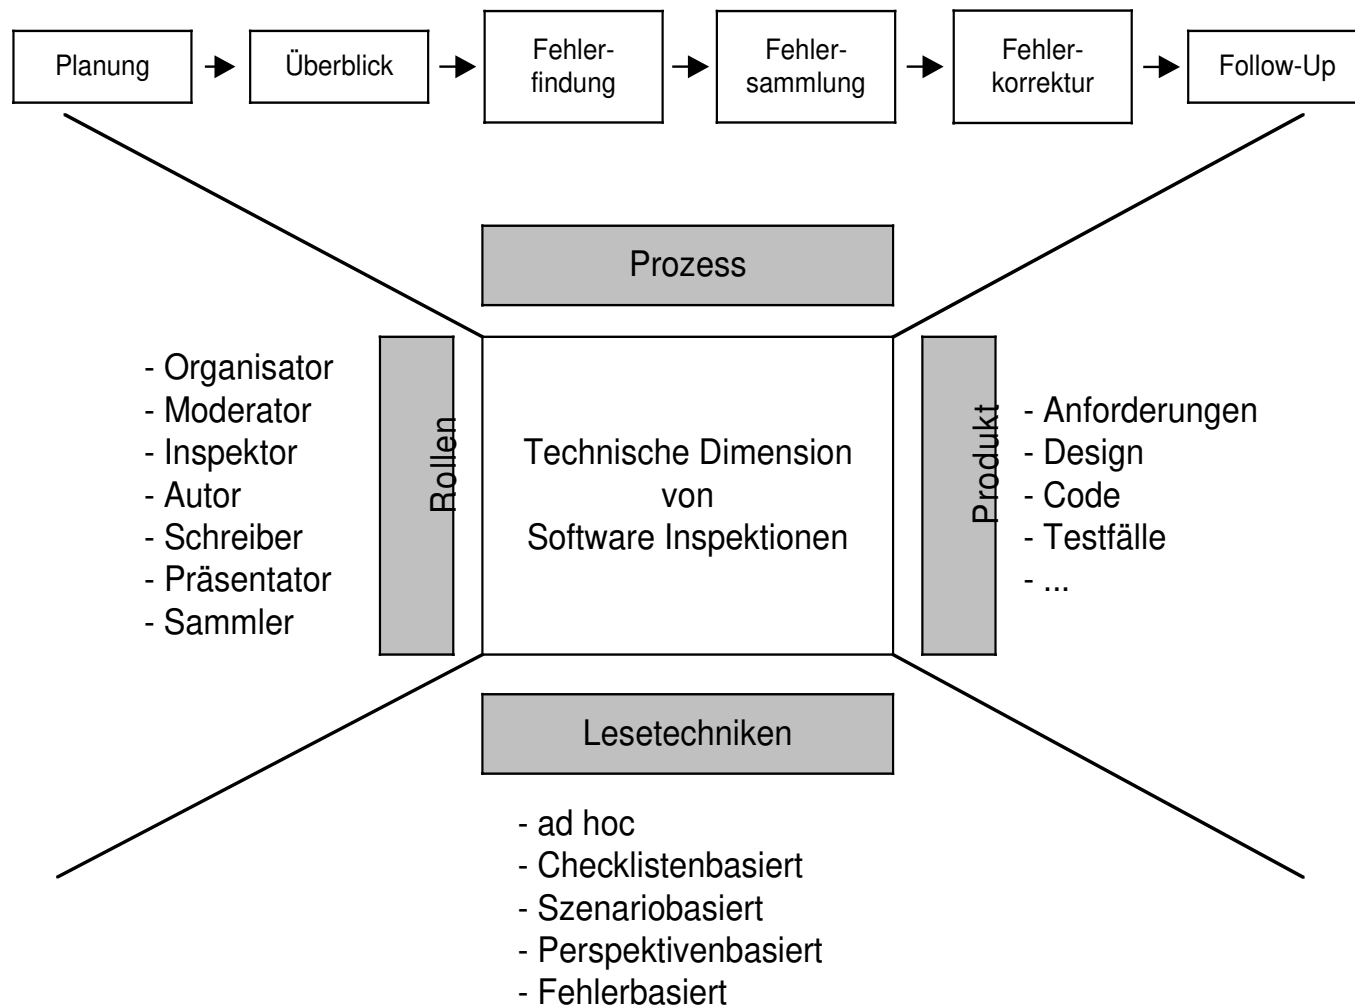 Planung
Überblick
Fehler-
findung
Fehler-
sammlung
Fehler-
korrektur
Follow-Up
Prozess
- Organisator
- Moderator
- Inspektor
- Autor
- Schreiber
- Präsentator
- Sammler
Rollen
Technische Dimension
von
Software Inspektionen
Produkt
- Anforderungen
- Design
- Code
- Testfälle
- ...
Lesetechniken
- ad hoc
- Checklistenbasiert
- Szenariobasiert
- Perspektivenbasiert
- Fehlerbasiert